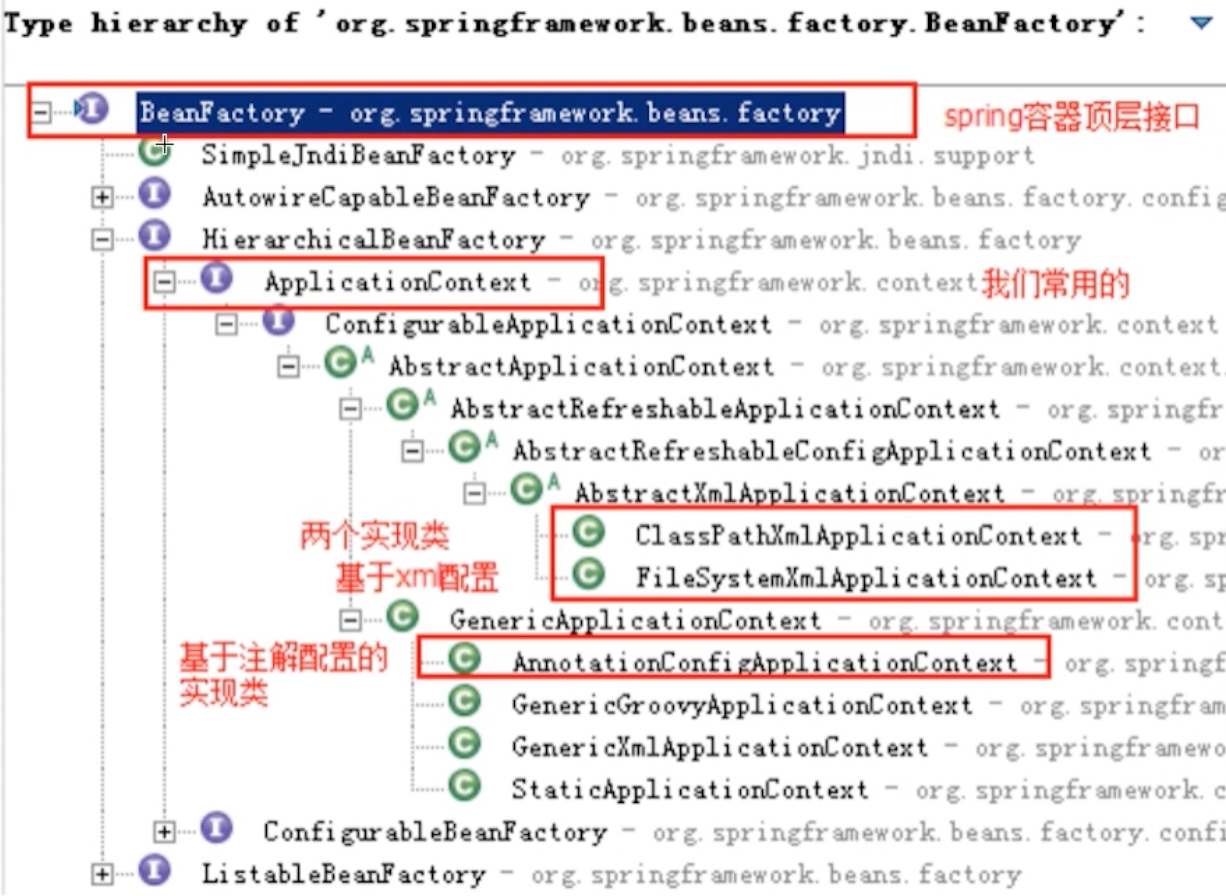 Type hierarchy of 'org.springframework.beans.factory.BeanFactory':
BeanFactory - org.springframework.beans.factory
spring容器顶层接口
SimpleJndiBeanFactory - org.springframework.jndi.support
AutowireCapableBeanFactory - org.springframework.beans.factory.config
HierarchicalBeanFactory - org.springframework.beans.factory
ApplicationContext - org.springframework.context
我们常用的
ConfigurableApplicationContext - org.springframework.context
AbstractApplicationContext - org.springframework.context.
AbstractRefreshableApplicationContext - org.springfr
AbstractRefreshableConfigApplicationContext - or
AbstractXmlApplicationContext - org.springfr
两个实现类
ClassPathXmlApplicationContext - org.spr
基于xml配置
FileSystemXmlApplicationContext - org.sp
GenericApplicationContext - org.springframework.cont
基于注解配置的
实现类
AnnotationConfigApplicationContext - org.springf
GenericGroovyApplicationContext - org.springfram
GenericXmlApplicationContext - org.springframewo
StaticApplicationContext - org.springframework.c
ConfigurableBeanFactory - org.springframework.beans.factory.confi
ListableBeanFactory - org.springframework.beans.factory